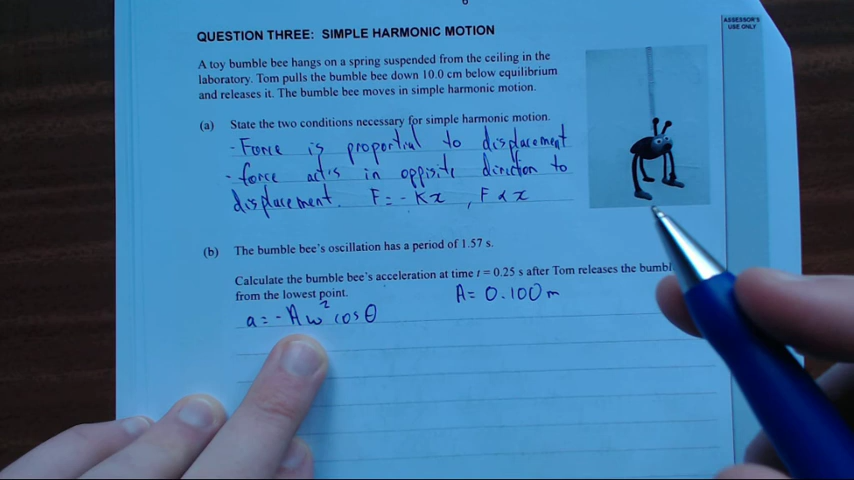 QUESTION THREE: SIMPLE HARMONIC MOTION
ASSESSOR'S
USE ONLY
A toy bumble bee hangs on a spring suspended from the ceiling in the
laboratory. Tom pulls the bumble bee down 10.0 cm below equilibrium
and releases it. The bumble bee moves in simple harmonic motion.
(a) State the two conditions necessary for simple harmonic motion.
- Force is proportial to displacement
- force acts in opposite direction to
displacement. F = - Kx , F ∝ x
(b) The bumble bee's oscillation has a period of 1.57 s.
Calculate the bumble bee's acceleration at time t = 0.25 s after Tom releases the bumbl
from the lowest point.
A = 0.100 m
a = - Aω² cos θ